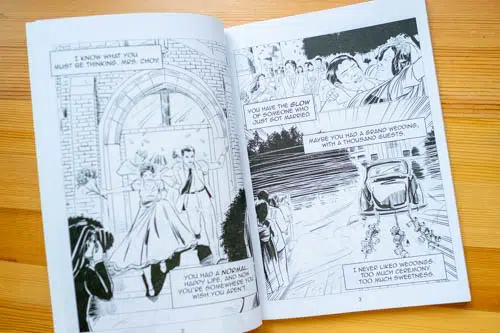 I KNOW WHAT YOU
MUST BE THINKING, MRS. CHOY.
YOU HAD A NORMAL,
HAPPY LIFE, AND NOW
YOU'RE SOMEWHERE YOU
WISH YOU AREN'T.
2
YOU HAVE THE GLOW
OF SOMEONE WHO
JUST GOT MARRIED.
MAYBE YOU HAD A GRAND WEDDING,
WITH A THOUSAND GUESTS.
I NEVER LIKED WEDDINGS.
TOO MUCH CEREMONY.
TOO MUCH SWEETNESS.
3